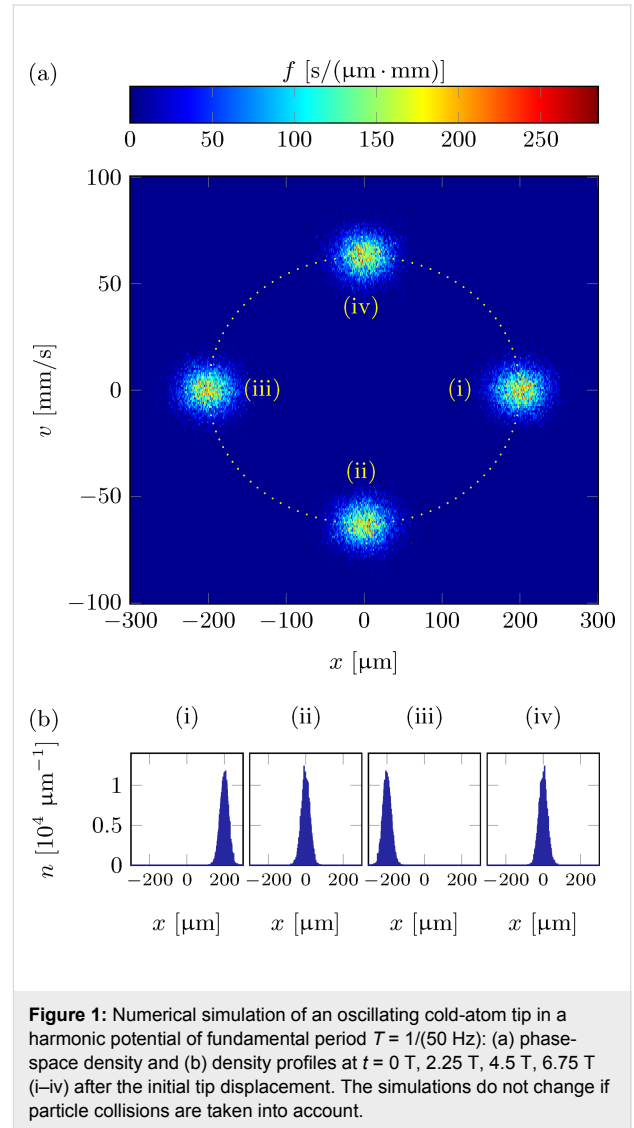 (a)
f [s/(μm · mm)]
0 50 100 150 200 250
100
50
0
−50
−100
v [mm/s]
(iv)
(iii)
(i)
(ii)
−300 −200 −100 0 100 200 300
x [μm]
(b)
(i) (ii) (iii) (iv)
n [10⁴ μm⁻¹]
1
0.5
0
−200 0 200 −200 0 200 −200 0 200 −200 0 200
x [μm] x [μm] x [μm] x [μm]
Figure 1: Numerical simulation of an oscillating cold-atom tip in a
harmonic potential of fundamental period T = 1/(50 Hz): (a) phase-
space density and (b) density profiles at t = 0 T, 2.25 T, 4.5 T, 6.75 T
(i–iv) after the initial tip displacement. The simulations do not change if
particle collisions are taken into account.